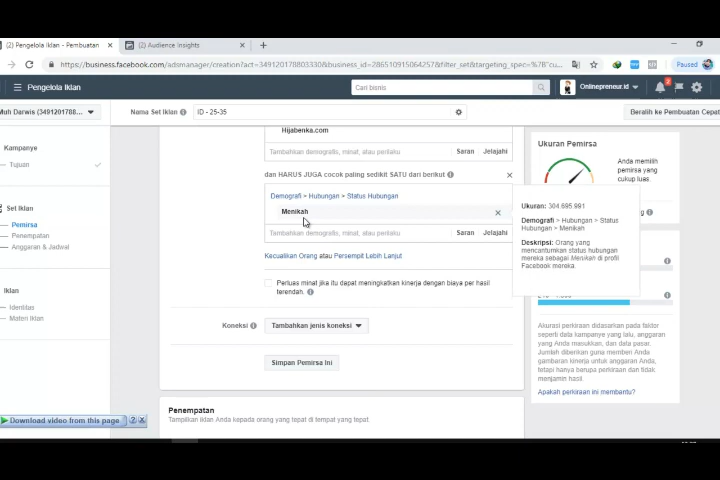 (2) Pengelola Iklan - Pembuatan
(2) Audience Insights
https://business.facebook.com/adsmanager/creation?act=349120178803330&business_id=286510915064257&filter_set&targeting_spec=%7B"cu...
Paused
Pengelola Iklan
Cari bisnis
Onlinepreneur.id
2
Muh Darwis (3491201788...
Nama Set Iklan
ID - 25-35
Beralih ke Pembuatan Cepat
Kampanye
Tujuan
Set Iklan
Pemirsa
Penempatan
Anggaran & Jadwal
Iklan
Identitas
Materi Iklan
Hijabenka.com
Tambahkan demografis, minat, atau perilaku
Saran
Jelajahi
dan HARUS JUGA cocok paling sedikit SATU dari berikut
Demografi > Hubungan > Status Hubungan
Menikah
Tambahkan demografis, minat, atau perilaku
Saran
Jelajahi
Kecualikan Orang atau Persempit Lebih Lanjut
Perluas minat jika itu dapat meningkatkan kinerja dengan biaya per hasil
terendah.
Koneksi
Tambahkan jenis koneksi
Simpan Pemirsa Ini
Penempatan
Tampilkan iklan Anda kepada orang yang tepat di tempat yang tepat.
Ukuran Pemirsa
Anda memilih
pemirsa yang
cukup luas.
Ukuran: 304.695.991
Demografi > Hubungan > Status
Hubungan > Menikah
Deskripsi: Orang yang
mencantumkan status hubungan
mereka sebagai Menikah di profil
Facebook mereka
Akurasi perkiraan didasarkan pada faktor
seperti data kampanye yang lalu, anggaran
yang Anda masukkan, dan data pasar.
Jumlah diberikan guna memberi Anda
gambaran kinerja untuk anggaran Anda,
tetapi hanya berupa perkiraan dan tidak
menjamin hasil
Apakah perkiraan ini membantu?
Download video from this page